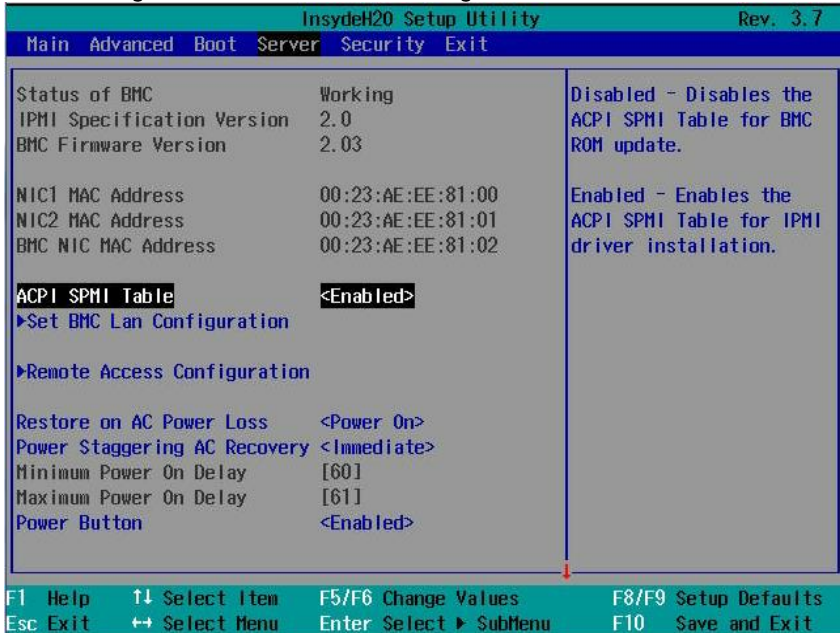 InsydeH20 Setup Utility Rev. 3.7
Main Advanced Boot Server Security Exit
Status of BMC Working
IPMI Specification Version 2.0
BMC Firmware Version 2.03
NIC1 MAC Address 00:23:AE:EE:81:00
NIC2 MAC Address 00:23:AE:EE:81:01
BMC NIC MAC Address 00:23:AE:EE:81:02
ACPI SPMI Table <Enabled>
▶Set BMC Lan Configuration
▶Remote Access Configuration
Restore on AC Power Loss <Power On>
Power Staggering AC Recovery <Immediate>
Minimum Power On Delay [60]
Maximum Power On Delay [61]
Power Button <Enabled>
Disabled - Disables the
ACPI SPMI Table for BMC
ROM update.
Enabled - Enables the
ACPI SPMI Table for IPMI
driver installation.
F1 Help ↑↓ Select Item F5/F6 Change Values F8/F9 Setup Defaults
Esc Exit ↔ Select Menu Enter Select ▶ SubMenu F10 Save and Exit